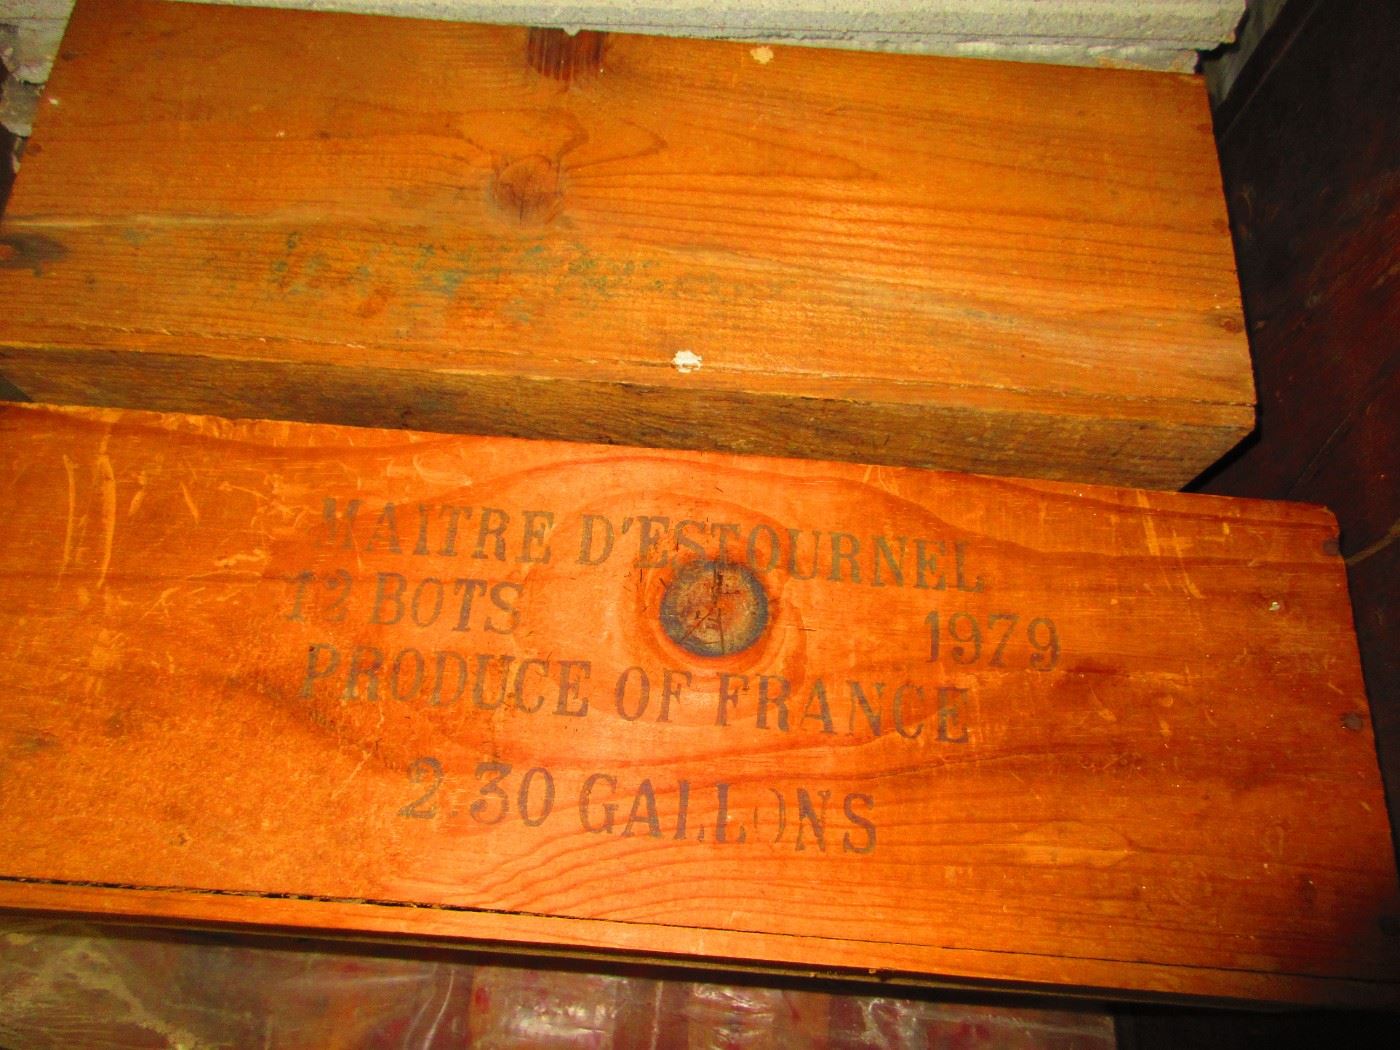 MAITRE D'ESTOURNEL
12 BOTS 1979
PRODUCE OF FRANCE
2.30 GALLONS